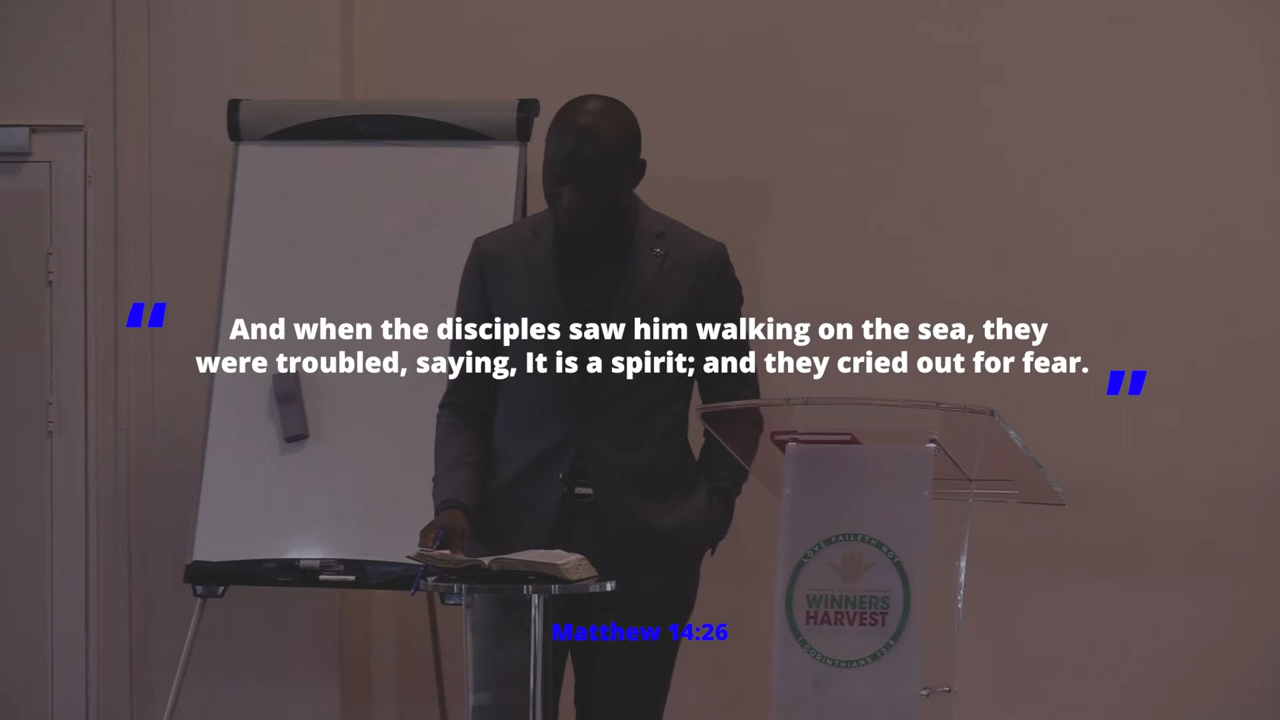 “
And when the disciples saw him walking on the sea, they
were troubled, saying, It is a spirit; and they cried out for fear.
”
Matthew 14:26
LOVE FAILETH NOT
WINNERS
HARVEST